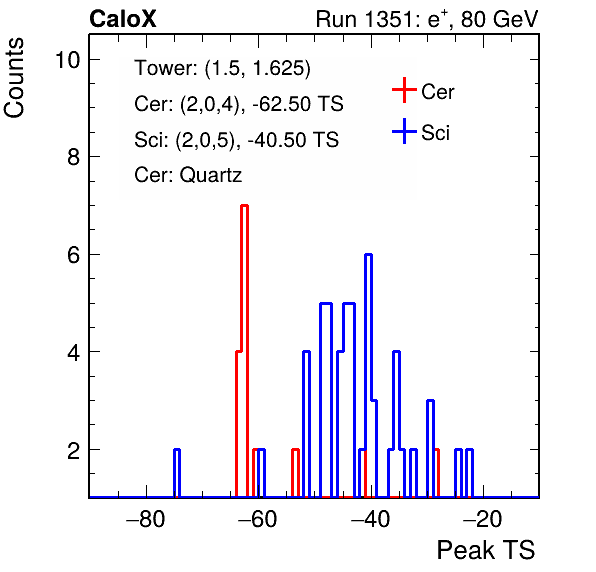 CaloX Run 1351: e⁺, 80 GeV
Counts
Tower: (1.5, 1.625)
Cer: (2,0,4), -62.50 TS
Sci: (2,0,5), -40.50 TS
Cer: Quartz
Cer
Sci
10
8
6
4
2
−80 −60 −40 −20
Peak TS